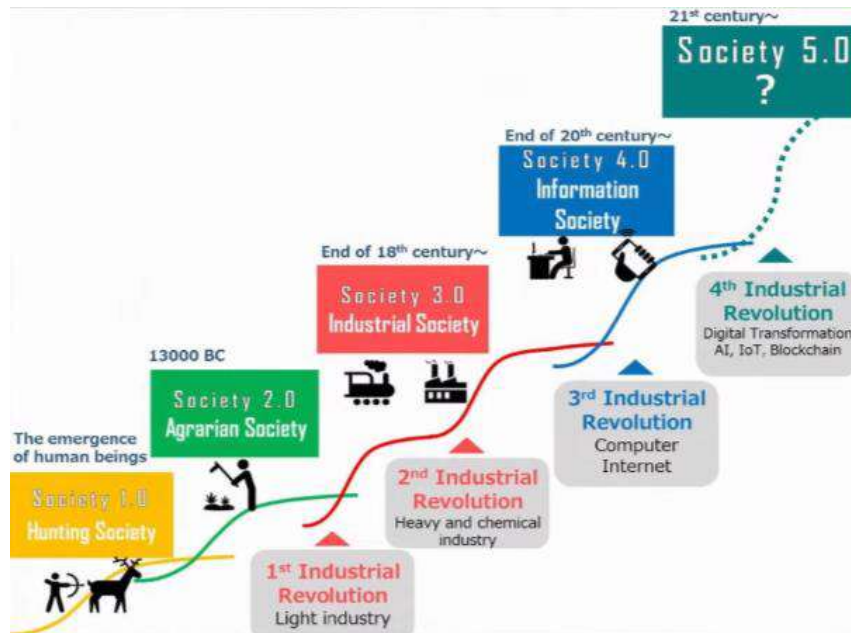 The emergence
of human beings
Society 1.0
Hunting Society
13000 BC
Society 2.0
Agrarian Society
End of 18th century~
Society 3.0
Industrial Society
End of 20th century~
Society 4.0
Information
Society
21st century~
Society 5.0
?
1st Industrial
Revolution
Light industry
2nd Industrial
Revolution
Heavy and chemical
industry
3rd Industrial
Revolution
Computer
Internet
4th Industrial
Revolution
Digital Transformation
AI, IoT, Blockchain